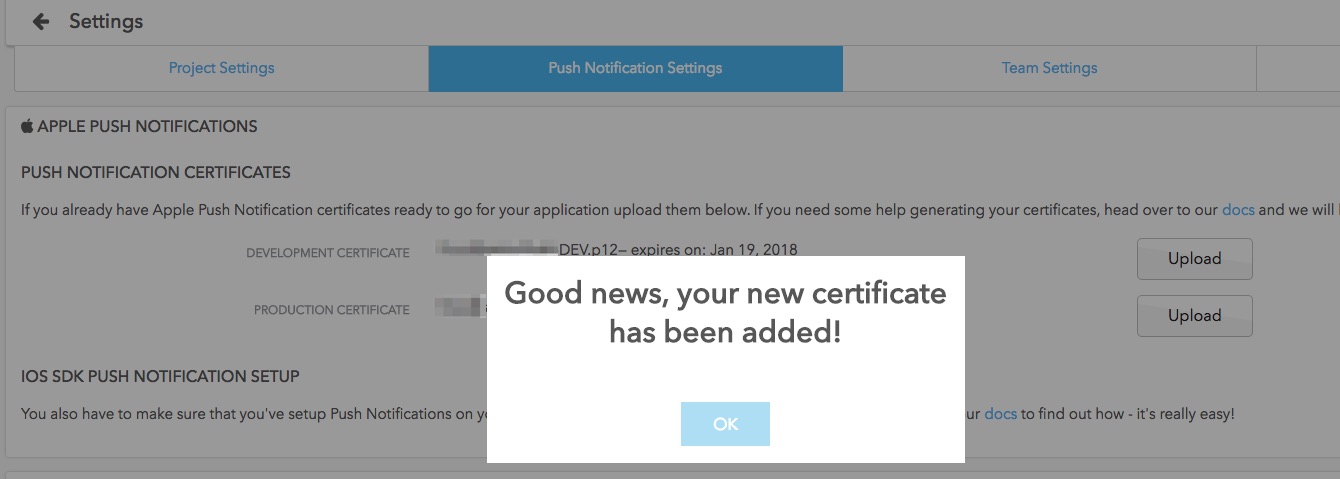 Settings
Project Settings
Push Notification Settings
Team Settings
APPLE PUSH NOTIFICATIONS
PUSH NOTIFICATION CERTIFICATES
If you already have Apple Push Notification certificates ready to go for your application upload them below. If you need some help generating your certificates, head over to our docs and we will
DEVELOPMENT CERTIFICATE
DEV.p12– expires on: Jan 19, 2018
Upload
Good news, your new certificate
has been added!
PRODUCTION CERTIFICATE
Upload
IOS SDK PUSH NOTIFICATION SETUP
You also have to make sure that you've setup Push Notifications on
docs to find out how - it's really easy!
OK